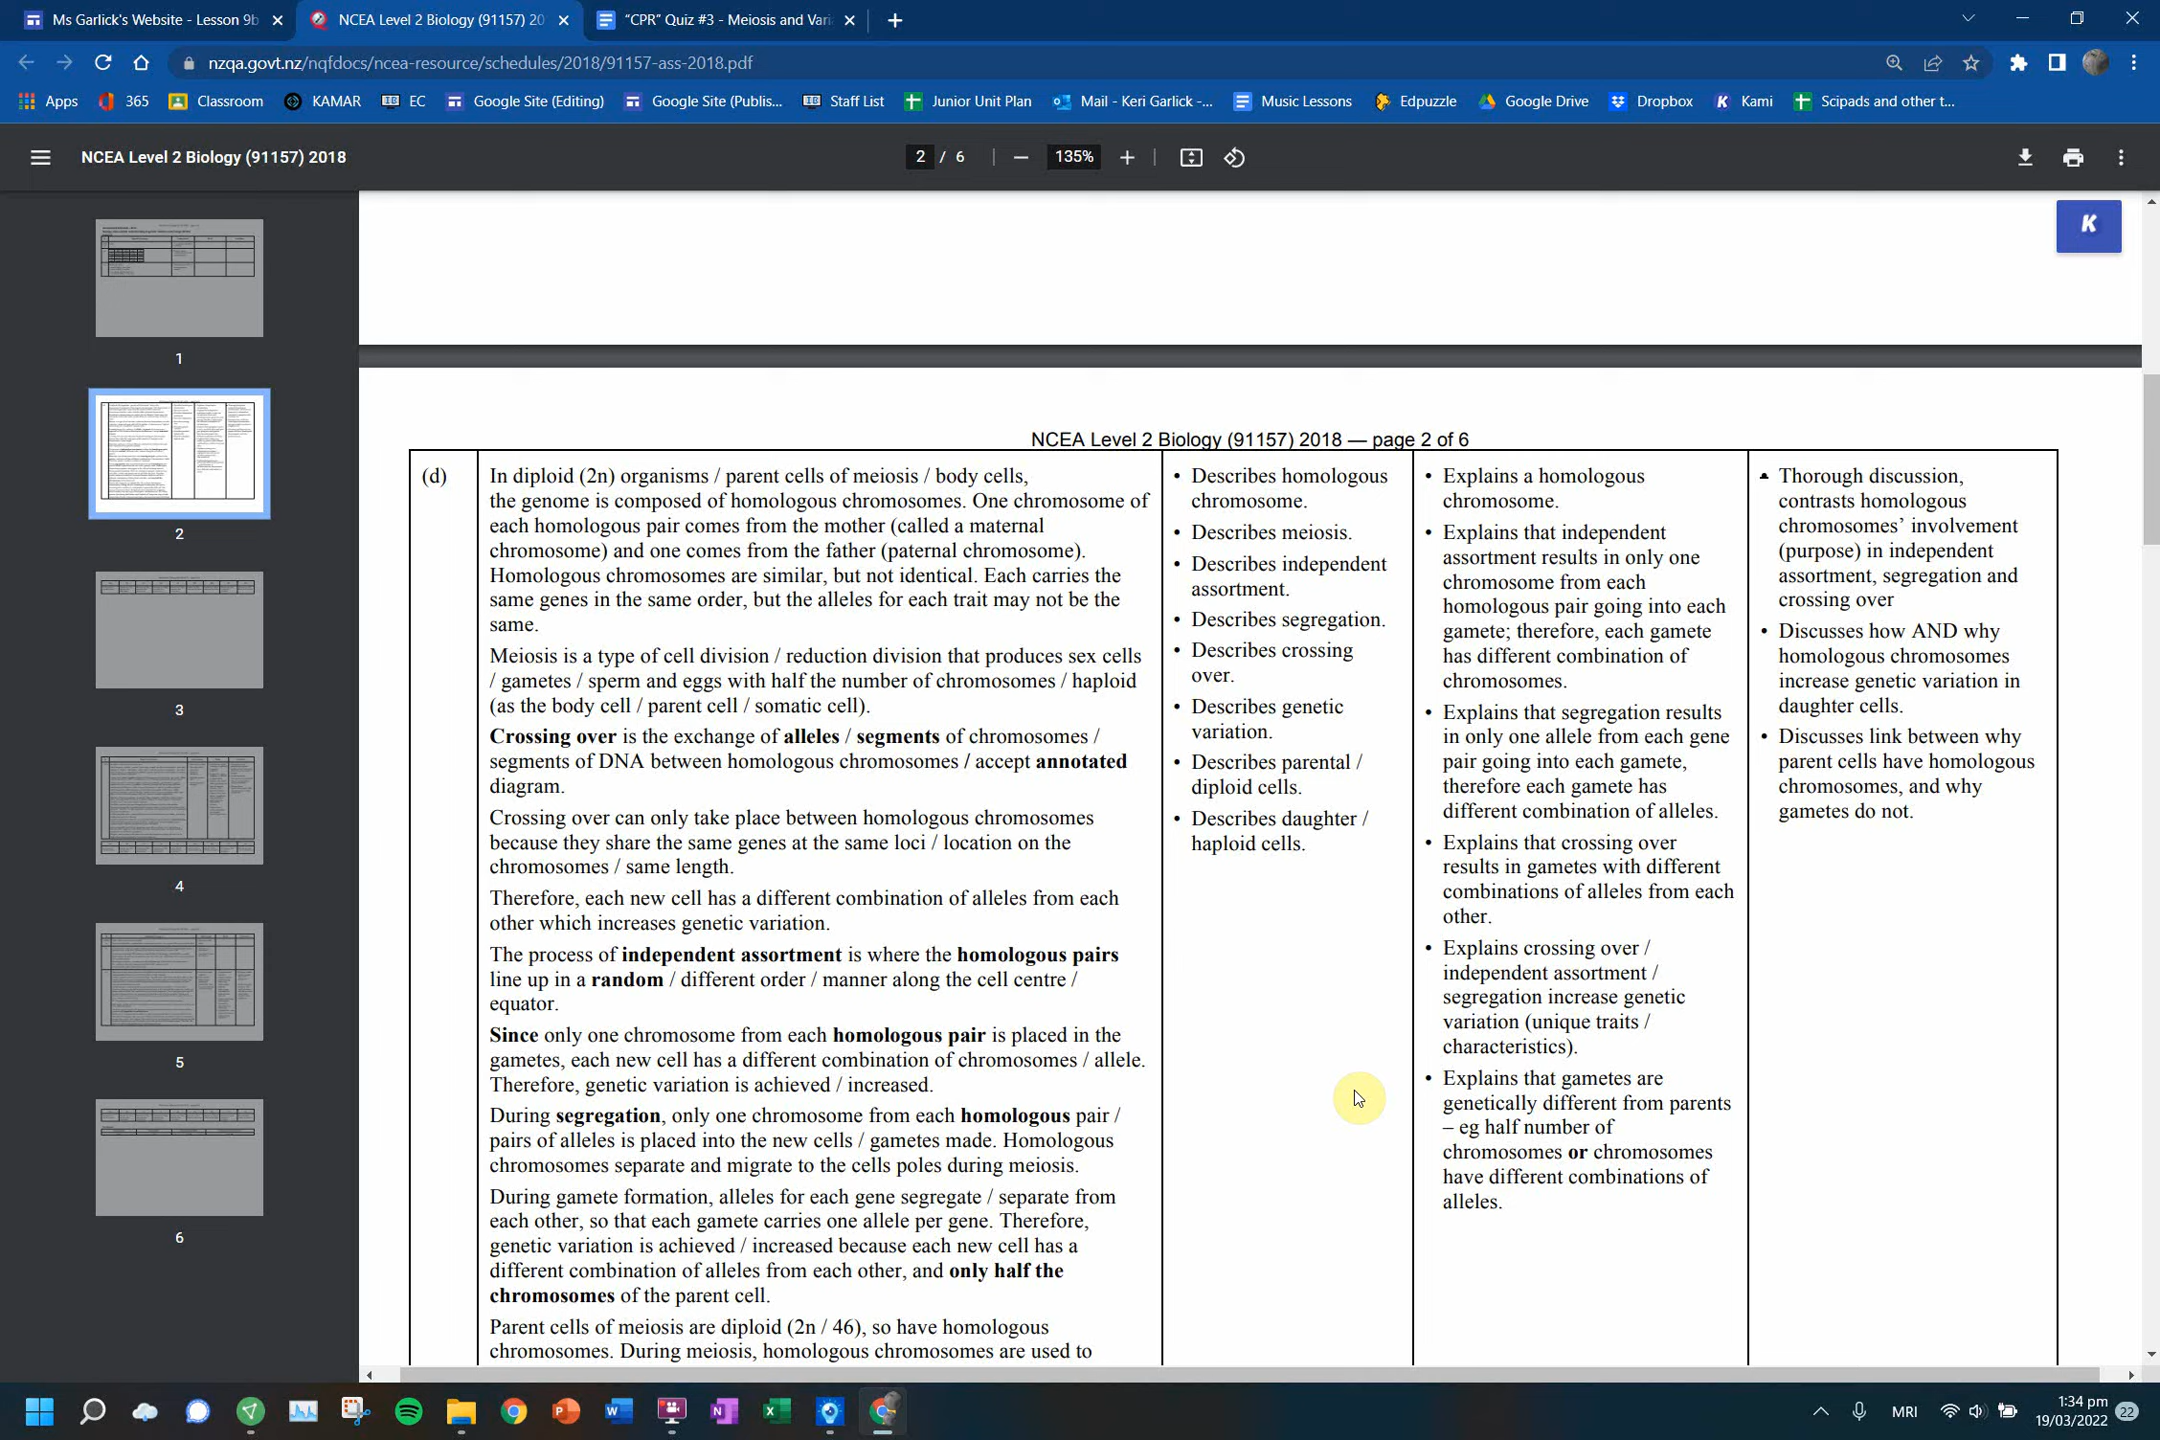 Ms Garlick's Website - Lesson 9b
NCEA Level 2 Biology (91157) 20
"CPR" Quiz #3 - Meiosis and Vari
nzqa.govt.nz/nqfdocs/ncea-resource/schedules/2018/91157-ass-2018.pdf
Apps
365
Classroom
KAMAR
EC
Google Site (Editing)
Google Site (Publis...
Staff List
Junior Unit Plan
Mail - Keri Garlick -...
Music Lessons
Edpuzzle
Google Drive
Dropbox
Kami
Scipads and other t...
NCEA Level 2 Biology (91157) 2018
2 / 6
135%
1
2
3
4
5
6
K
NCEA Level 2 Biology (91157) 2018 — page 2 of 6
(d)
In diploid (2n) organisms / parent cells of meiosis / body cells,
the genome is composed of homologous chromosomes. One chromosome of
each homologous pair comes from the mother (called a maternal
chromosome) and one comes from the father (paternal chromosome).
Homologous chromosomes are similar, but not identical. Each carries the
same genes in the same order, but the alleles for each trait may not be the
same.
Meiosis is a type of cell division / reduction division that produces sex cells
/ gametes / sperm and eggs with half the number of chromosomes / haploid
(as the body cell / parent cell / somatic cell).
Crossing over is the exchange of alleles / segments of chromosomes /
segments of DNA between homologous chromosomes / accept annotated
diagram.
Crossing over can only take place between homologous chromosomes
because they share the same genes at the same loci / location on the
chromosomes / same length.
Therefore, each new cell has a different combination of alleles from each
other which increases genetic variation.
The process of independent assortment is where the homologous pairs
line up in a random / different order / manner along the cell centre /
equator.
Since only one chromosome from each homologous pair is placed in the
gametes, each new cell has a different combination of chromosomes / allele.
Therefore, genetic variation is achieved / increased.
During segregation, only one chromosome from each homologous pair /
pairs of alleles is placed into the new cells / gametes made. Homologous
chromosomes separate and migrate to the cells poles during meiosis.
During gamete formation, alleles for each gene segregate / separate from
each other, so that each gamete carries one allele per gene. Therefore,
genetic variation is achieved / increased because each new cell has a
different combination of alleles from each other, and only half the
chromosomes of the parent cell.
Parent cells of meiosis are diploid (2n / 46), so have homologous
chromosomes. During meiosis, homologous chromosomes are used to
• Describes homologous
chromosome.
• Describes meiosis.
• Describes independent
assortment.
• Describes segregation.
• Describes crossing
over.
• Describes genetic
variation.
• Describes parental /
diploid cells.
• Describes daughter /
haploid cells.
• Explains a homologous
chromosome.
• Explains that independent
assortment results in only one
chromosome from each
homologous pair going into each
gamete; therefore, each gamete
has different combination of
chromosomes.
• Explains that segregation results
in only one allele from each gene
pair going into each gamete,
therefore each gamete has
different combination of alleles.
• Explains that crossing over
results in gametes with different
combinations of alleles from each
other.
• Explains crossing over /
independent assortment /
segregation increase genetic
variation (unique traits /
characteristics).
• Explains that gametes are
genetically different from parents
– eg half number of
chromosomes or chromosomes
have different combinations of
alleles.
• Thorough discussion,
contrasts homologous
chromosomes' involvement
(purpose) in independent
assortment, segregation and
crossing over
• Discusses how AND why
homologous chromosomes
increase genetic variation in
daughter cells.
• Discusses link between why
parent cells have homologous
chromosomes, and why
gametes do not.
MRI
1:34 pm
19/03/2022
22